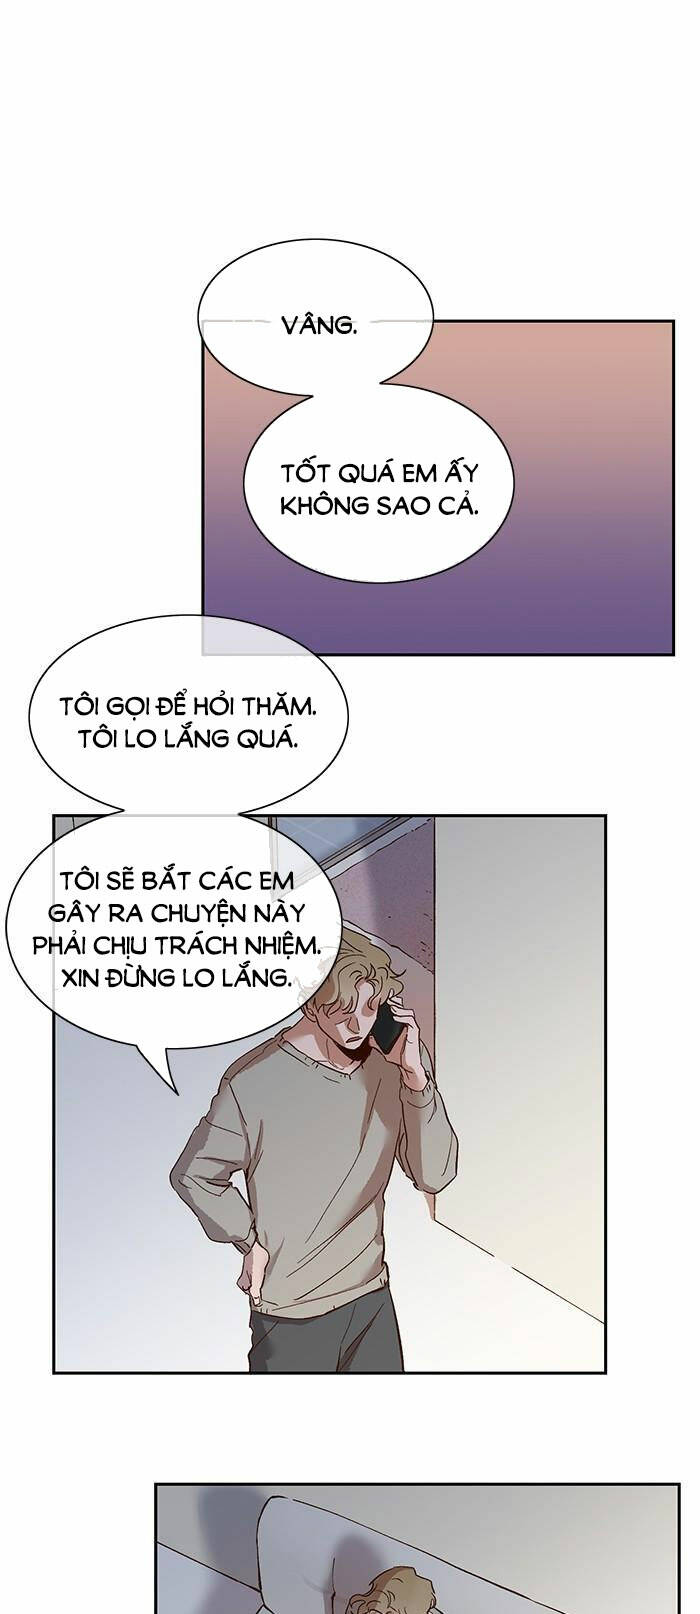 VÂNG.
TỐT QUÁ EM ẤY
KHÔNG SAO CẢ.
TÔI GỌI ĐỂ HỎI THĂM.
TÔI LO LẮNG QUÁ.
TÔI SẼ BẮT CÁC EM
GÂY RA CHUYỆN NÀY
PHẢI CHỊU TRÁCH NHIỆM.
XIN ĐỪNG LO LẮNG.